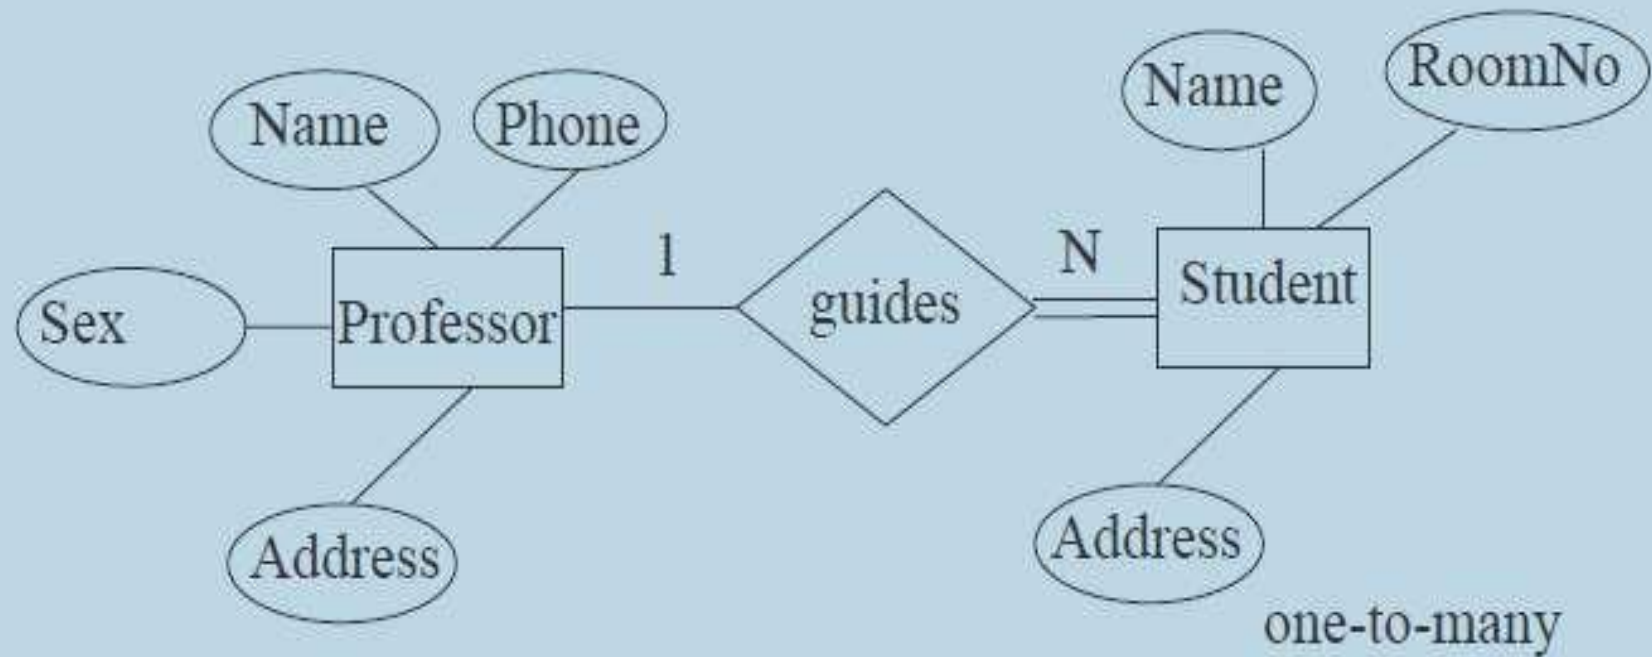 Name
Phone
Name
RoomNo
1
N
Sex
Professor
guides
Student
Address
Address
one-to-many